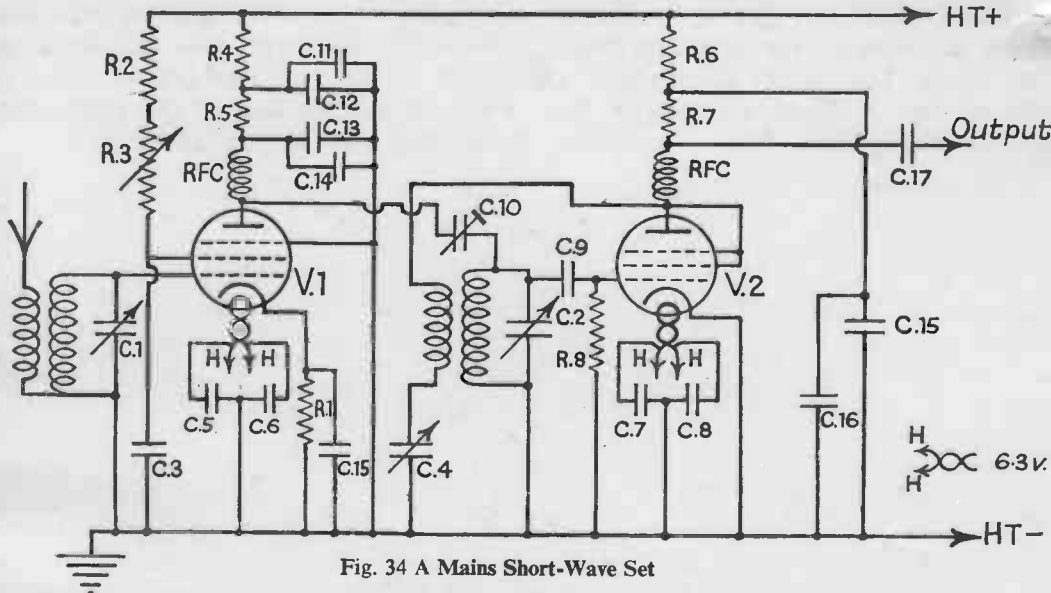 HT+
R.2
R.4
C.11
R.6
C.12
R.5
C.13
R.7
Output
R.3
RFC
C.14
RFC
C.17
C.10
C.9
V.1
V.2
C.1
C.2
R.8
C.15
H H
H H
R.1
C.5 C.6
C.7 C.8
C.16
C.3
C.15
C.4
H
H
6·3 v.
HT-
Fig. 34 A Mains Short-Wave Set